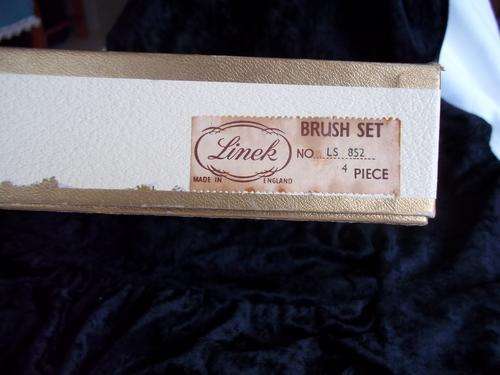 BRUSH SET
Linek
NO. LS 852
4 PIECE
MADE IN ENGLAND